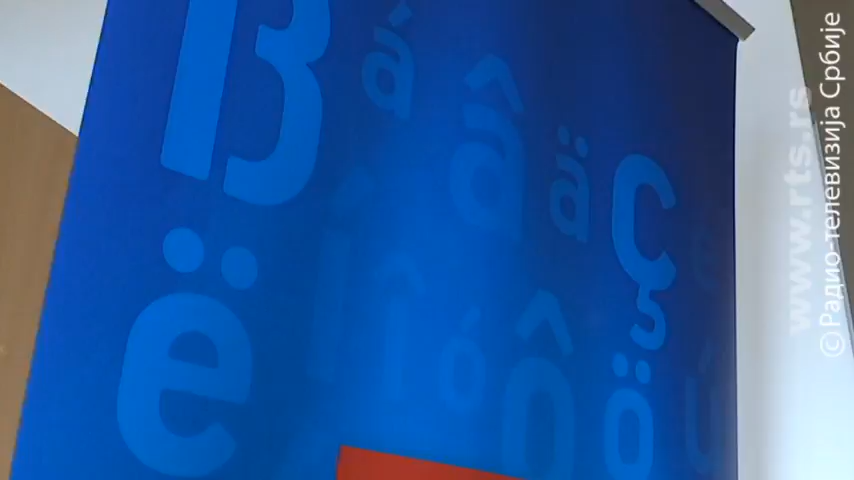 ß á â ä ç
ë î ó ô ö ú
www.rts.rs
©Радио-телевизија Србије